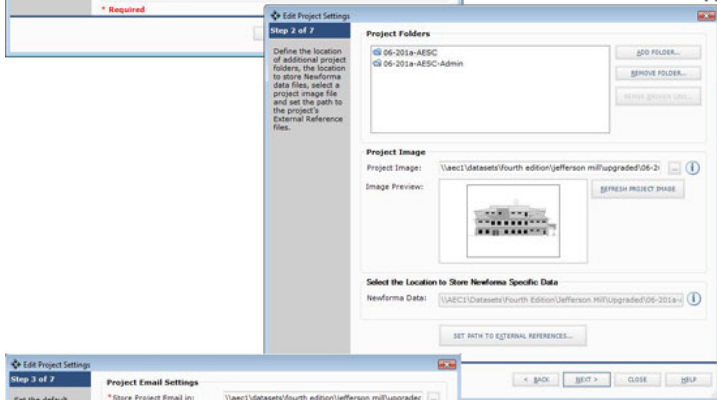 * Required
Edit Project Settings
Step 2 of 7
Define the location
of additional project
folders, the location
to store Newforma
data files, select a
project image file
and set the path to
the project's
External Reference
files.
Project Folders
06-201a-AESC
06-201a-AESC-Admin
ADD FOLDER...
REMOVE FOLDER...
Project Image
Project Image:
\\aec1\datasets\fourth edition\jefferson mill\upgraded\06-2
...
Image Preview:
REFRESH PROJECT IMAGE
Select the Location to Store Newforma Specific Data
Newforma Data:
\\AEC1\Datasets\Fourth Edition\Jefferson Mill\Upgraded\06-201a-
SET PATH TO EXTERNAL REFERENCES...
< BACK
NEXT >
CLOSE
HELP
Edit Project Settings
Step 3 of 7
Set the default
Project Email Settings
*Store Project Email in:
\\aec1\datasets\fourth edition\jefferson mill\upgraded
...